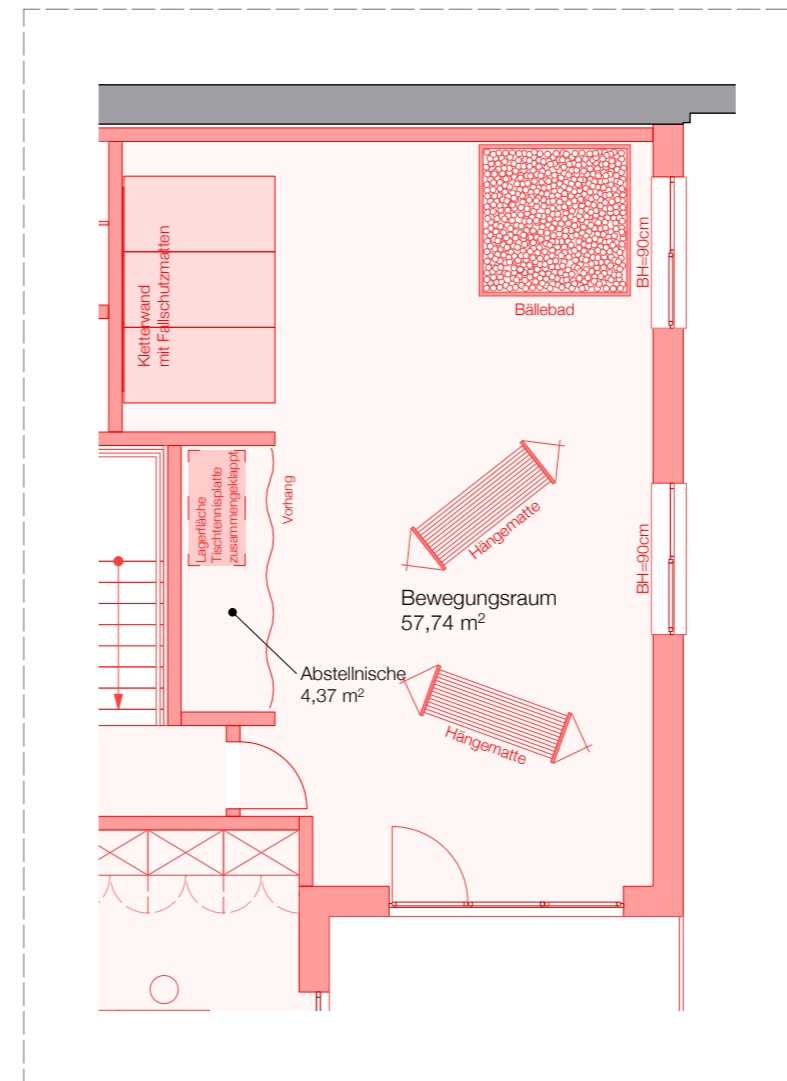 Kletterwand
mit Fallschutzmatten
Bällebad
BH=90cm
Lagerfläche
Tischtennisplatte
zusammengeklappt
Vorhang
Hängematte
BH=90cm
Bewegungsraum
57,74 m²
Abstellnische
4,37 m²
Hängematte